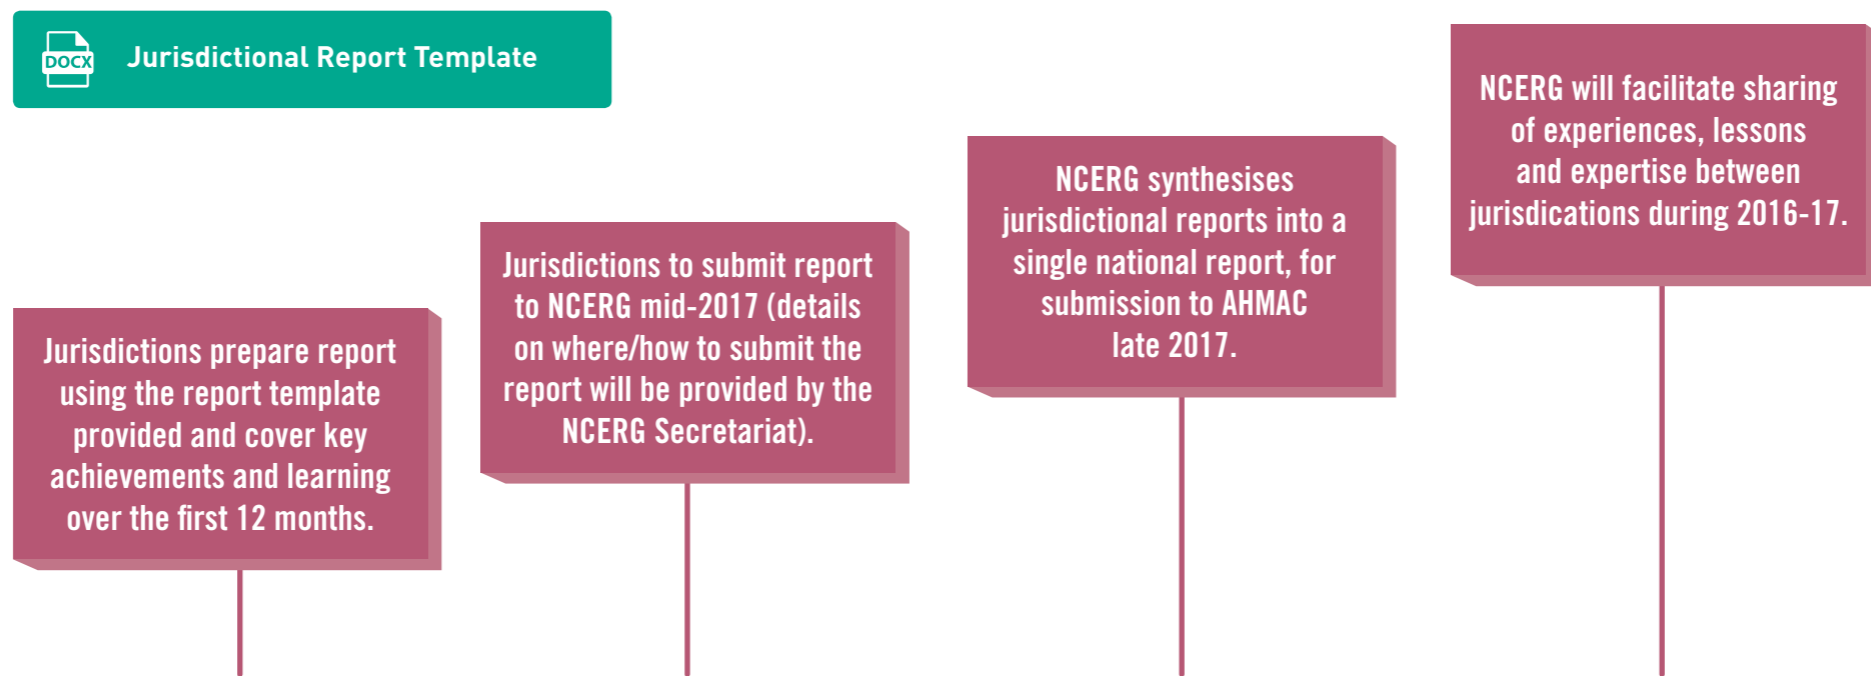 DOCX
Jurisdictional Report Template
Jurisdictions prepare report
using the report template
provided and cover key
achievements and learning
over the first 12 months.
Jurisdictions to submit report
to NCERG mid-2017 (details
on where/how to submit the
report will be provided by the
NCERG Secretariat).
NCERG synthesises
jurisdictional reports into a
single national report, for
submission to AHMAC
late 2017.
NCERG will facilitate sharing
of experiences, lessons
and expertise between
jurisdications during 2016-17.